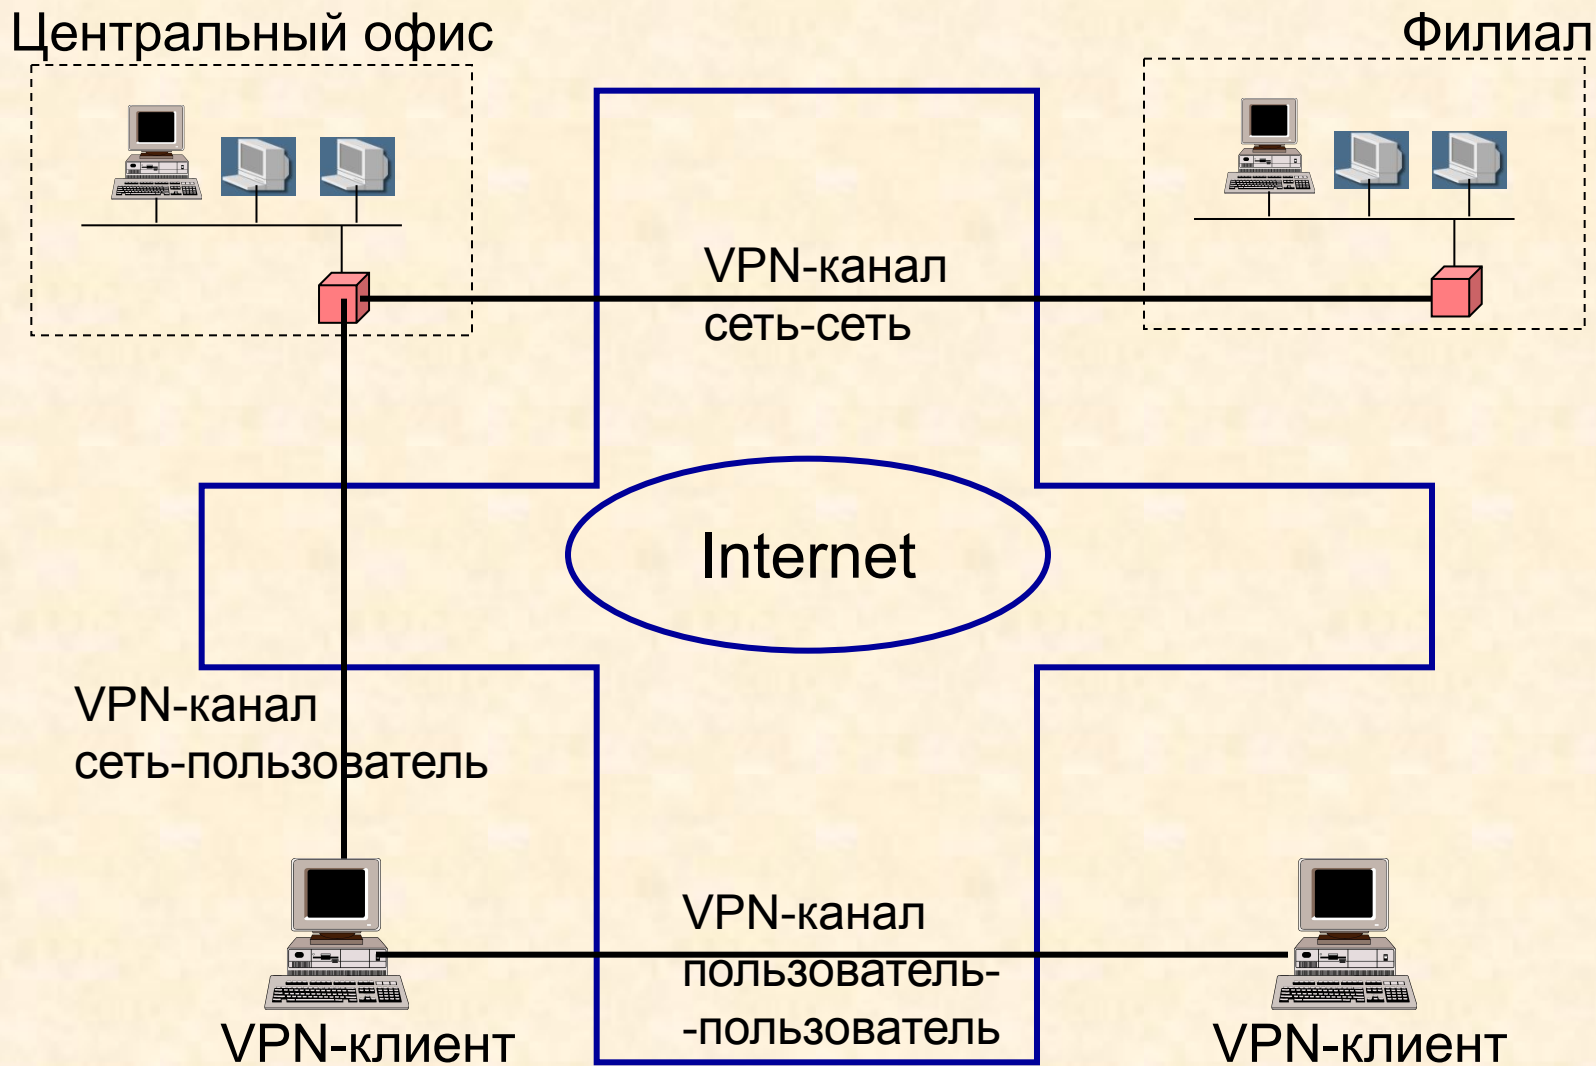 Центральный офис
Филиал
VPN-канал
сеть-сеть
Internet
VPN-канал
сеть-пользователь
VPN-канал
пользователь-
-пользователь
VPN-клиент
VPN-клиент